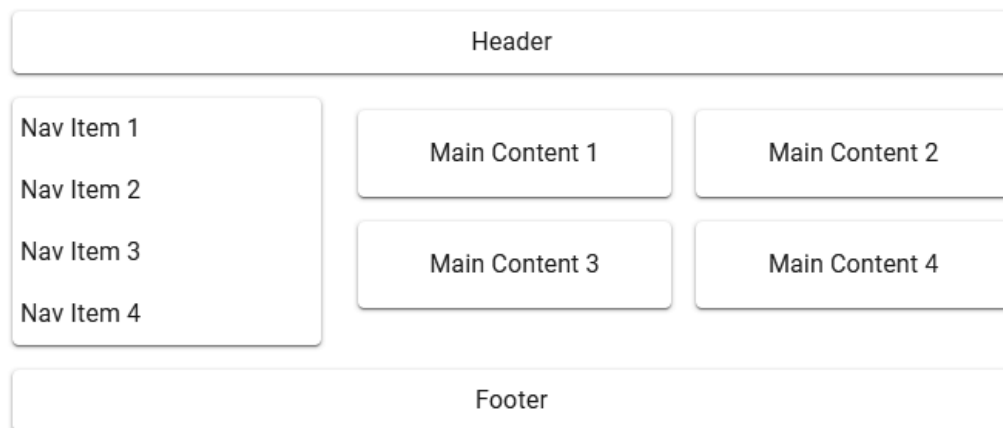 Header
Nav Item 1
Nav Item 2
Nav Item 3
Nav Item 4
Main Content 1
Main Content 2
Main Content 3
Main Content 4
Footer